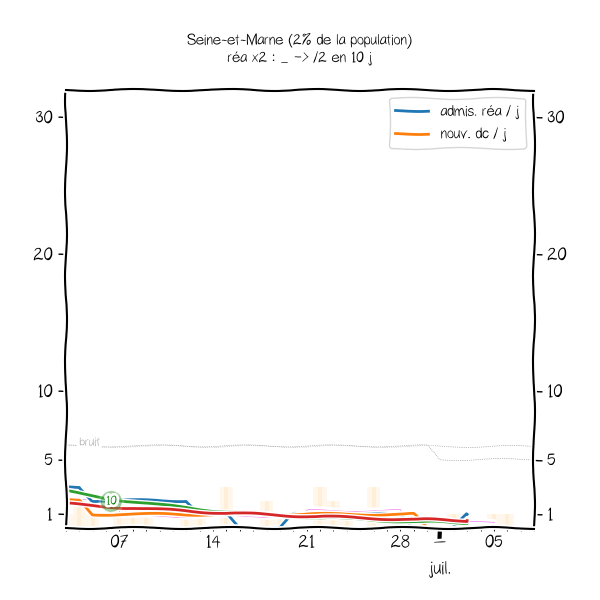 Seine-et-Marne (2% de la population)
réa x2 : _ -> /2 en 10 j
admis. réa / j
nouv. dc / j
30
30
20
20
10
10
bruit
5
5
10
1
1
07
14
21
28
05
juil.